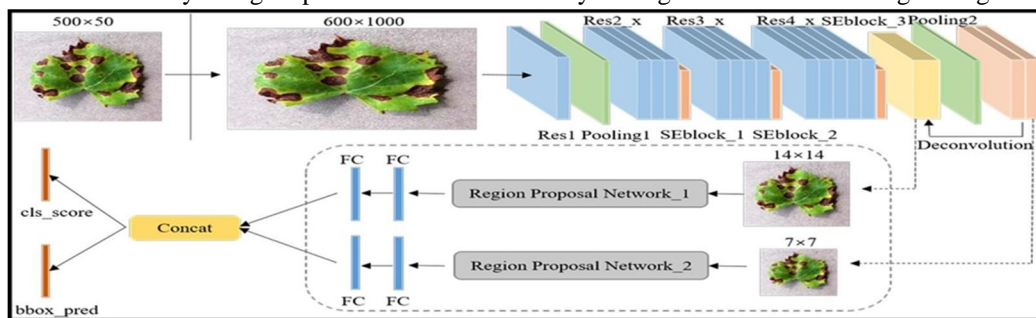 500×50
600×1000
Res2_x
Res3_x
Res4_x
SEblock_3
Pooling2
Res1
Pooling1
SEblock_1
SEblock_2
Deconvolution
14×14
FC
FC
Region Proposal Network_1
cls_score
Concat
7×7
Region Proposal Network_2
FC
FC
bbox_pred